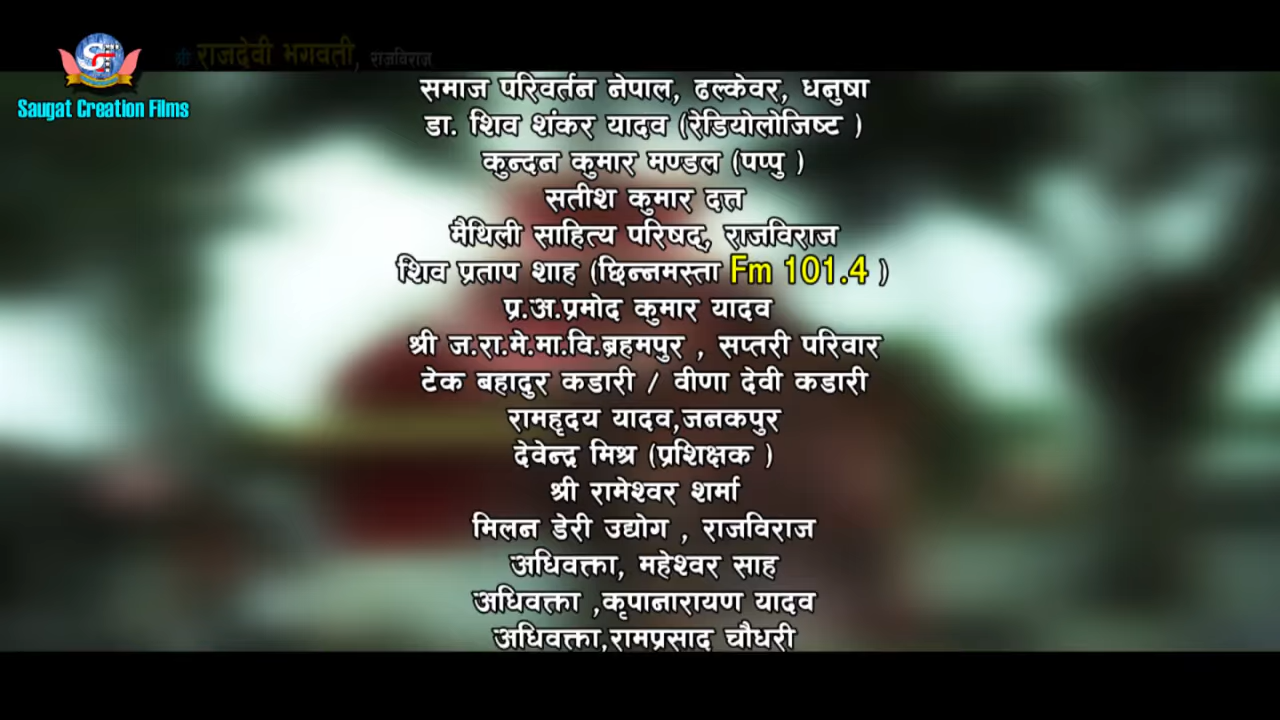 श्री राजदेवी भगवती, राजविराज
Saugat Creation Films
समाज परिवर्तन नेपाल, ढल्केवर, धनुषा
डा. शिव शंकर यादव (रेडियोलोजिष्ट )
कुन्दन कुमार मण्डल (पप्पु )
सतीश कुमार दत्त
मैथिली साहित्य परिषद्, राजविराज
शिव प्रताप शाह (छिन्नमस्ता Fm 101.4 )
प्र.अ.प्रमोद कुमार यादव
श्री ज.रा.मे.मा.वि.ब्रहमपुर , सप्तरी परिवार
टेक बहादुर कडारी / वीणा देवी कडारी
रामहृदय यादव,जनकपुर
देवेन्द्र मिश्र (प्रशिक्षक )
श्री रामेश्वर शर्मा
मिलन डेरी उद्योग , राजविराज
अधिवक्ता, महेश्वर साह
अधिवक्ता ,कृपानारायण यादव
अधिवक्ता,रामप्रसाद चौधरी